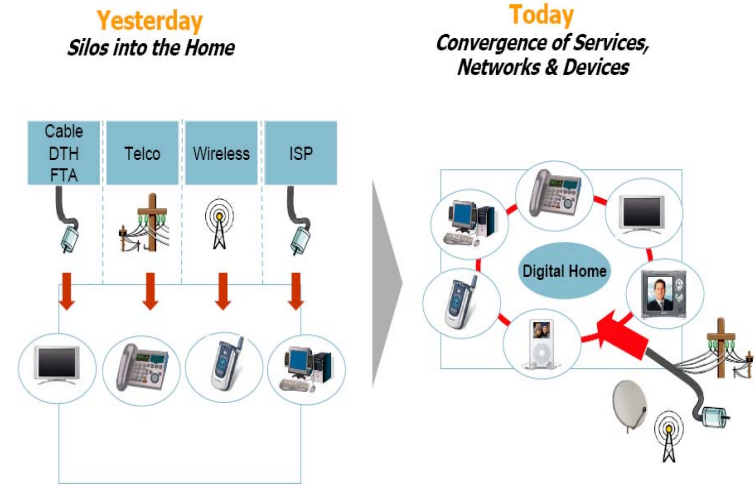 Yesterday
Silos into the Home
Today
Convergence of Services,
Networks & Devices
Cable
DTH
FTA
Telco
Wireless
ISP
Digital Home